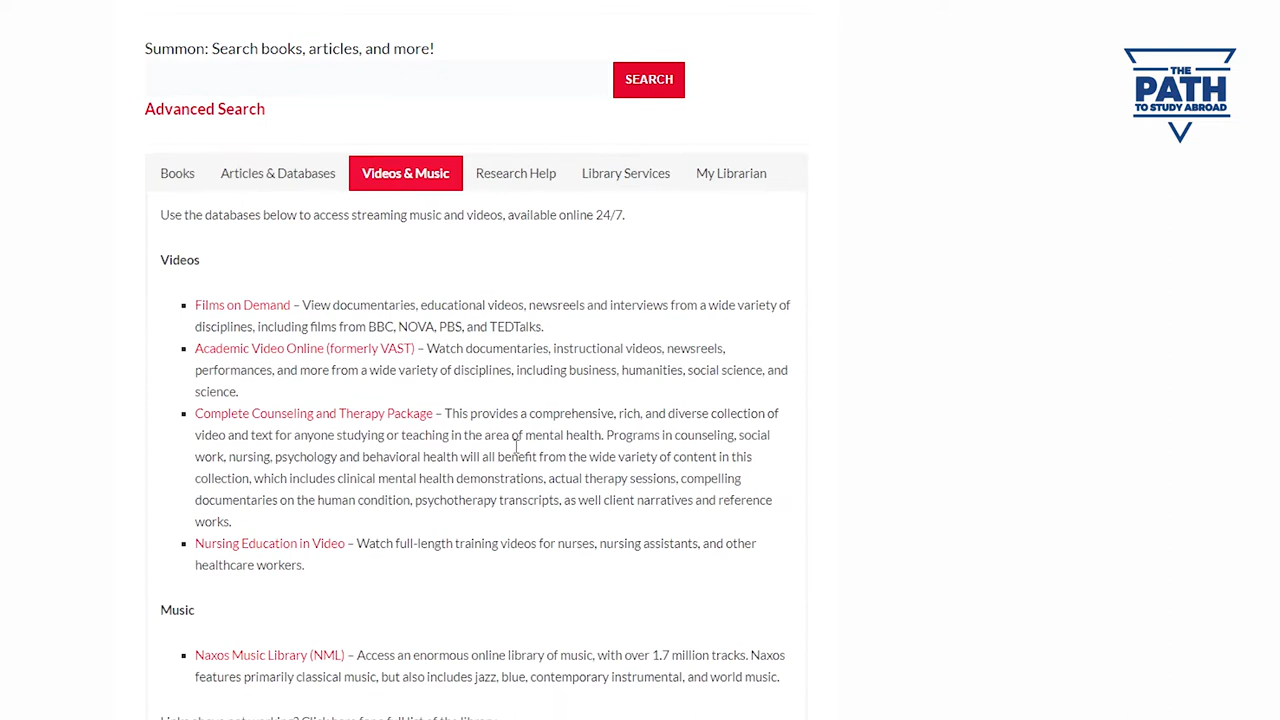 Summon: Search books, articles, and more!
SEARCH
Advanced Search
THE
PATH
TO STUDY ABROAD
Books Articles & Databases Videos & Music Research Help Library Services My Librarian
Use the databases below to access streaming music and videos, available online 24/7.
Videos
Films on Demand – View documentaries, educational videos, newsreels and interviews from a wide variety of
disciplines, including films from BBC, NOVA, PBS, and TEDTalks.
Academic Video Online (formerly VAST) – Watch documentaries, instructional videos, newsreels,
performances, and more from a wide variety of disciplines, including business, humanities, social science, and
science.
Complete Counseling and Therapy Package – This provides a comprehensive, rich, and diverse collection of
video and text for anyone studying or teaching in the area of mental health. Programs in counseling, social
work, nursing, psychology and behavioral health will all benefit from the wide variety of content in this
collection, which includes clinical mental health demonstrations, actual therapy sessions, compelling
documentaries on the human condition, psychotherapy transcripts, as well client narratives and reference
works.
Nursing Education in Video – Watch full-length training videos for nurses, nursing assistants, and other
healthcare workers.
Music
Naxos Music Library (NML) – Access an enormous online library of music, with over 1.7 million tracks. Naxos
features primarily classical music, but also includes jazz, blue, contemporary instrumental, and world music.